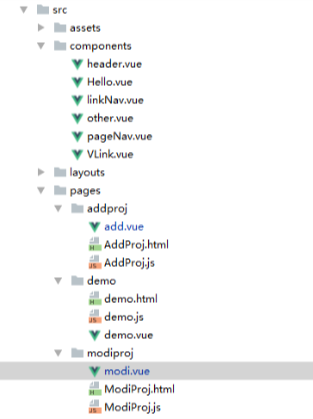 src
assets
components
header.vue
Hello.vue
linkNav.vue
other.vue
pageNav.vue
VLink.vue
layouts
pages
addproj
add.vue
AddProj.html
AddProj.js
demo
demo.html
demo.js
demo.vue
modiproj
modi.vue
ModiProj.html
ModiProj.js